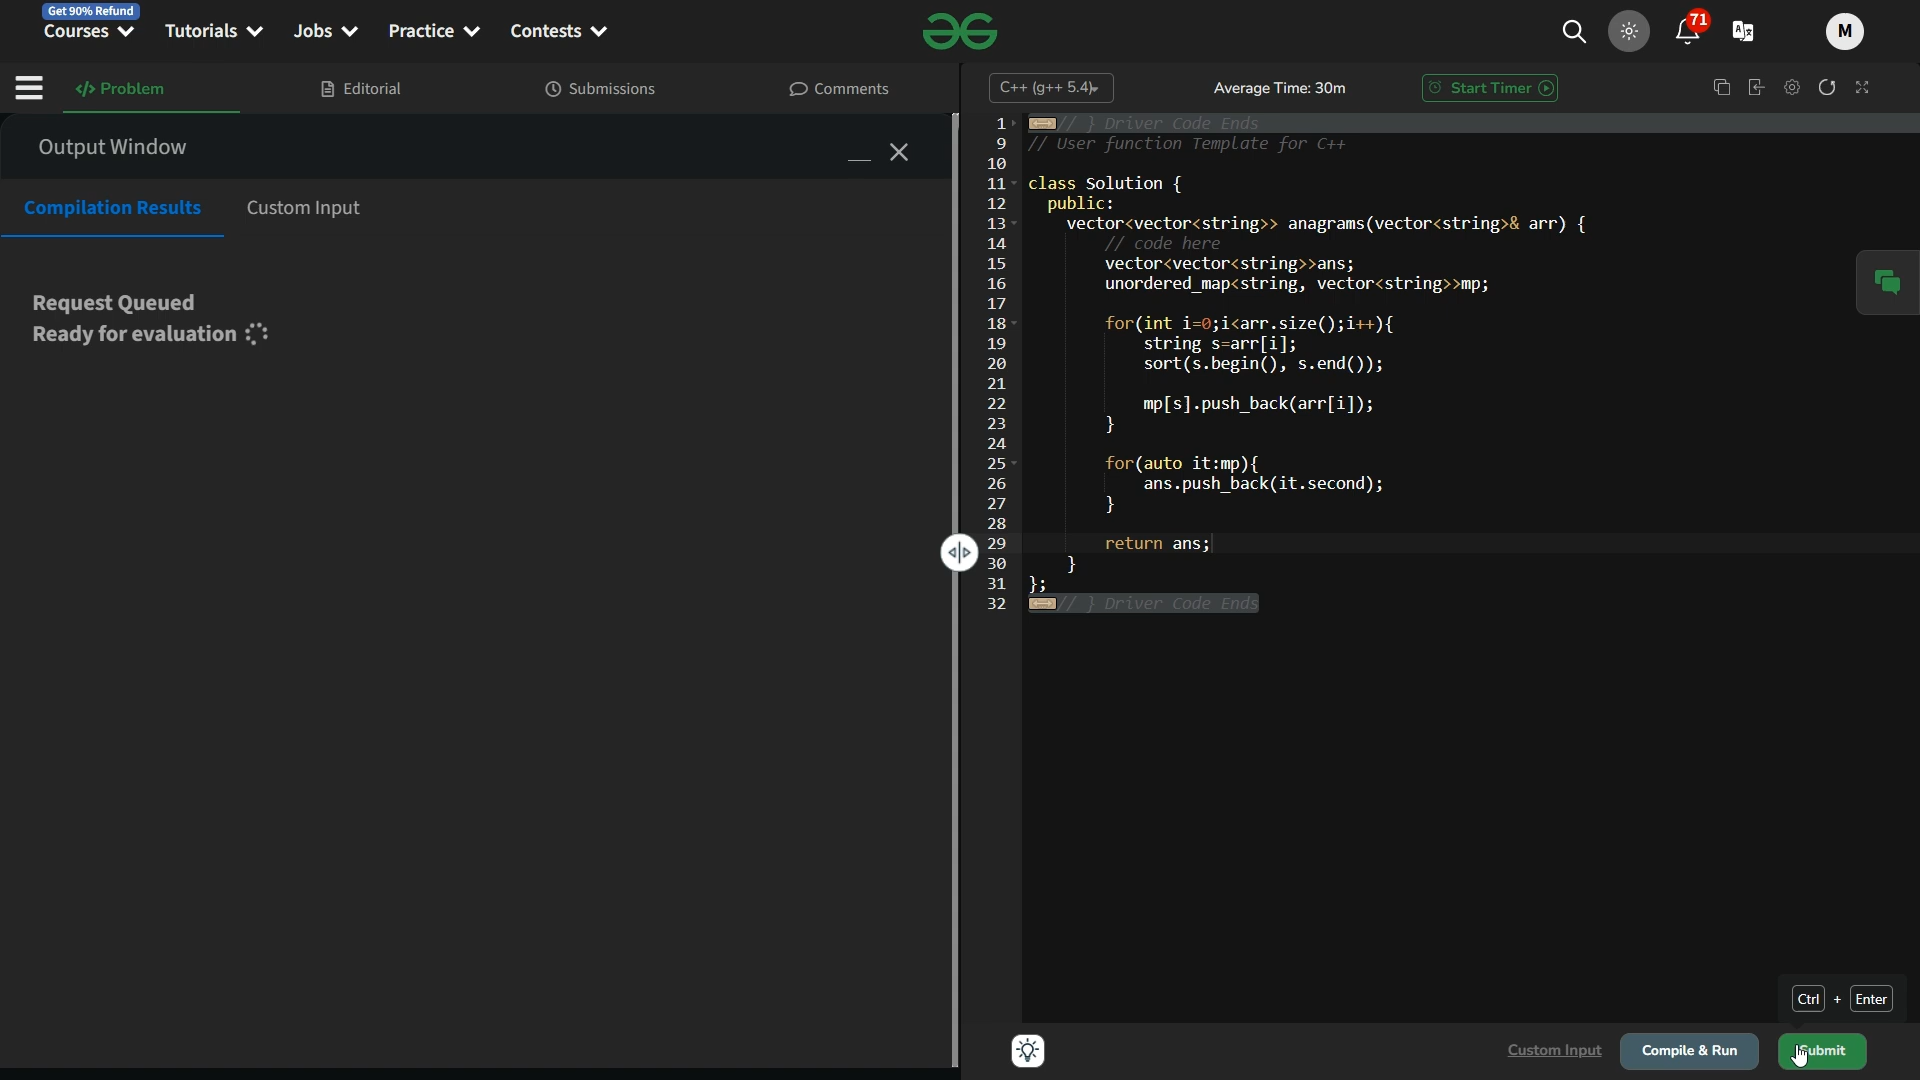 Get 90% Refund
Courses Tutorials Jobs Practice Contests
71
M
</> Problem Editorial Submissions Comments
C++ (g++ 5.4) Average Time: 30m Start Timer
Output Window
Compilation Results Custom Input
Request Queued
Ready for evaluation
1 // } Driver Code Ends
9 // User function Template for C++
10
11 class Solution {
12 public:
13 vector<vector<string>> anagrams(vector<string>& arr) {
14 // code here
15 vector<vector<string>>ans;
16 unordered_map<string, vector<string>>mp;
17
18 for(int i=0;i<arr.size();i++){
19 string s=arr[i];
20 sort(s.begin(), s.end());
21
22 mp[s].push_back(arr[i]);
23 }
24
25 for(auto it:mp){
26 ans.push_back(it.second);
27 }
28
29 return ans;
30 }
31 };
32 // } Driver Code Ends
Ctrl + Enter
Custom Input Compile & Run Submit